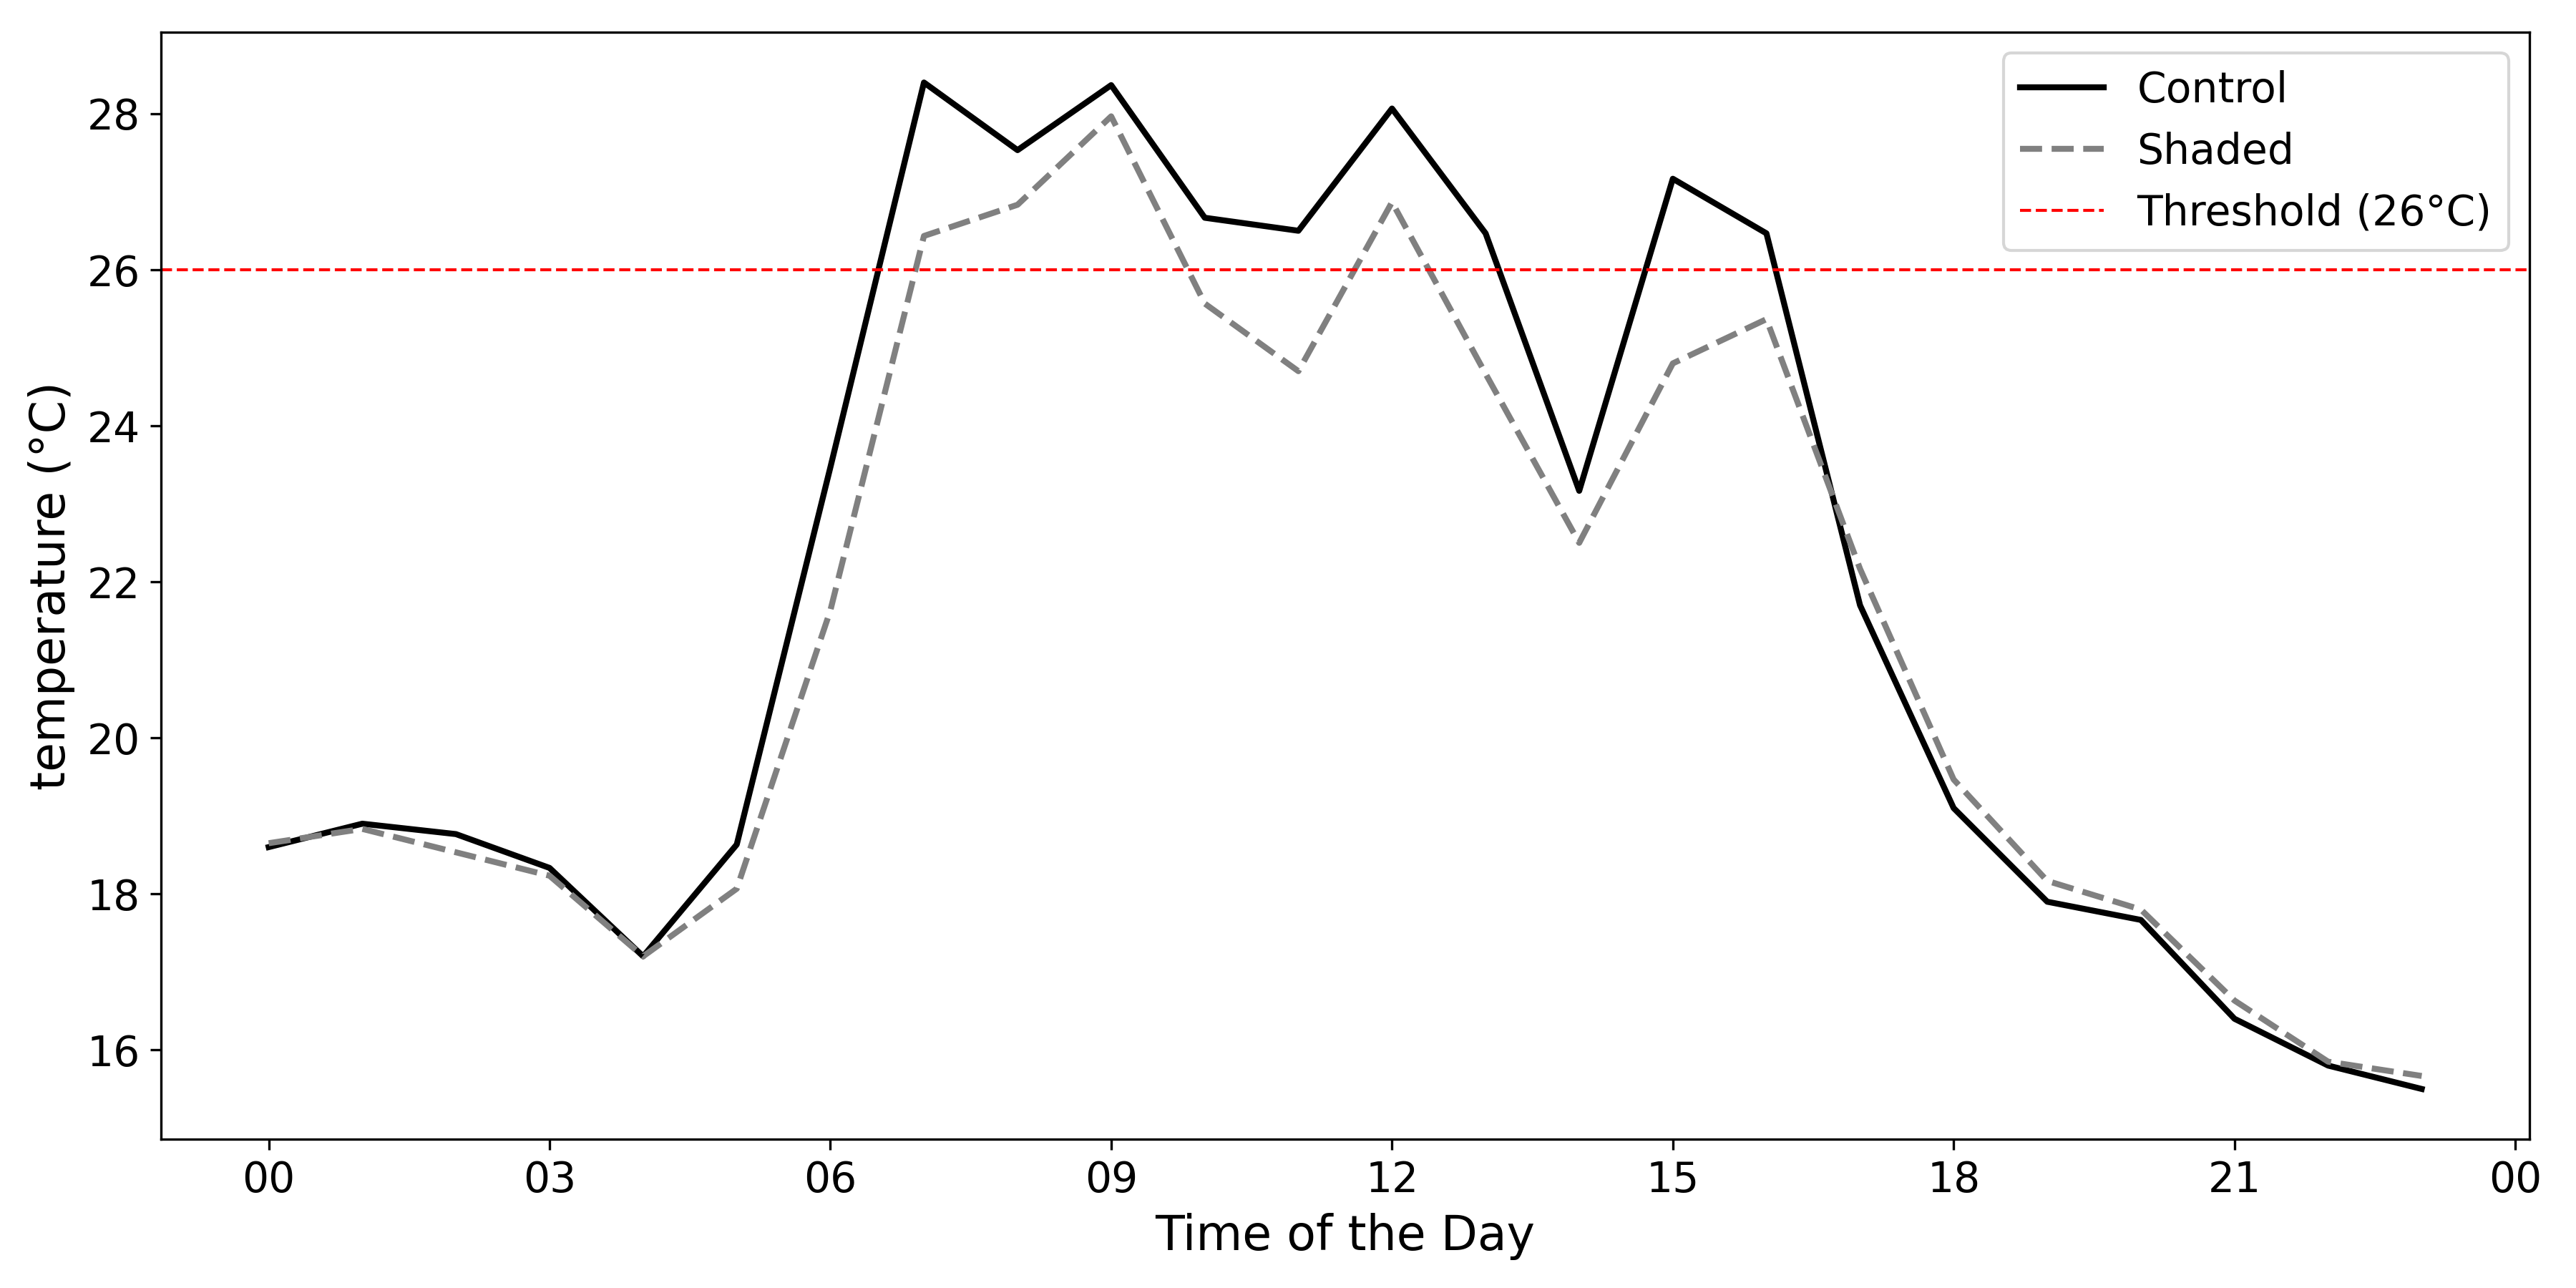 Control
Shaded
Threshold (26°C)
temperature (°C)
28
26
24
22
20
18
16
00 03 06 09 12 15 18 21 00
Time of the Day